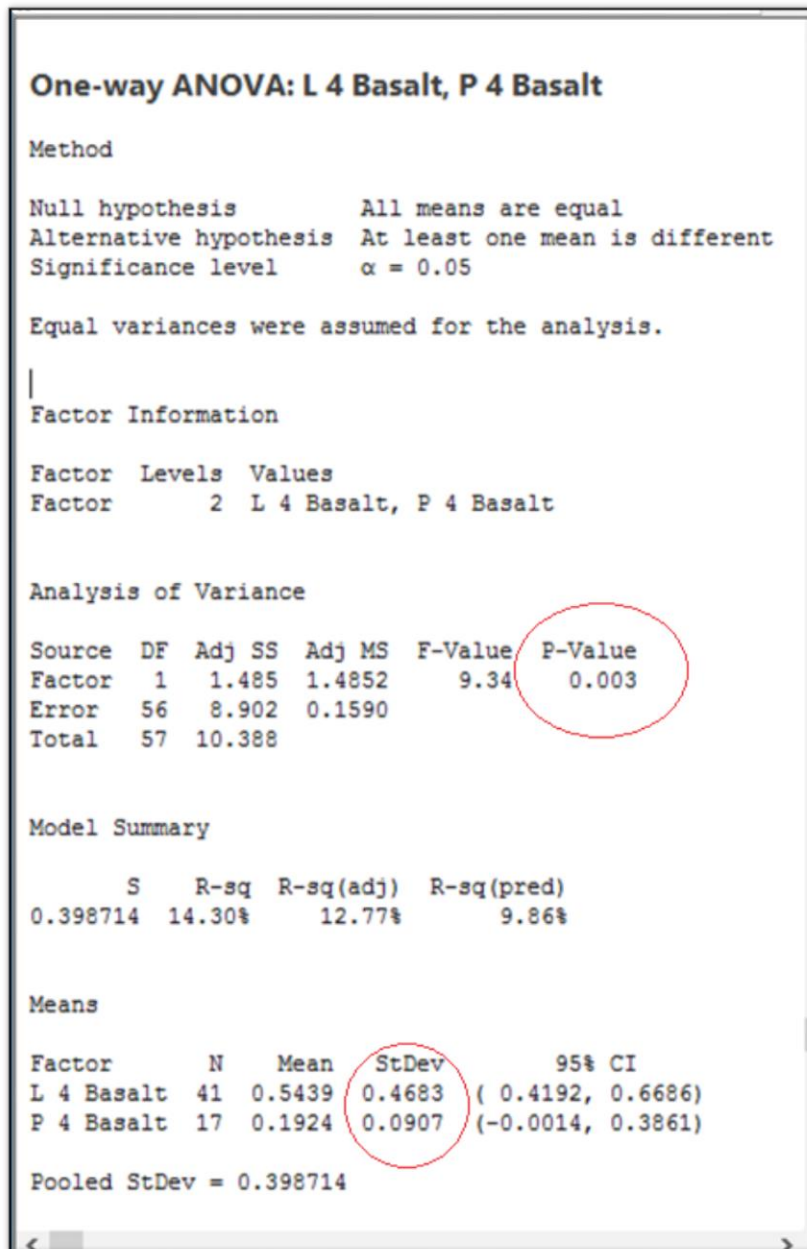 One-way ANOVA: L 4 Basalt, P 4 Basalt
Method
Null hypothesis All means are equal
Alternative hypothesis At least one mean is different
Significance level α = 0.05
Equal variances were assumed for the analysis.
Factor Information
Factor Levels Values
Factor 2 L 4 Basalt, P 4 Basalt
Analysis of Variance
Source DF Adj SS Adj MS F-Value P-Value
Factor 1 1.485 1.4852 9.34 0.003
Error 56 8.902 0.1590
Total 57 10.388
Model Summary
S R-sq R-sq(adj) R-sq(pred)
0.398714 14.30% 12.77% 9.86%
Means
Factor N Mean StDev 95% CI
L 4 Basalt 41 0.5439 0.4683 ( 0.4192, 0.6686)
P 4 Basalt 17 0.1924 0.0907 (-0.0014, 0.3861)
Pooled StDev = 0.398714